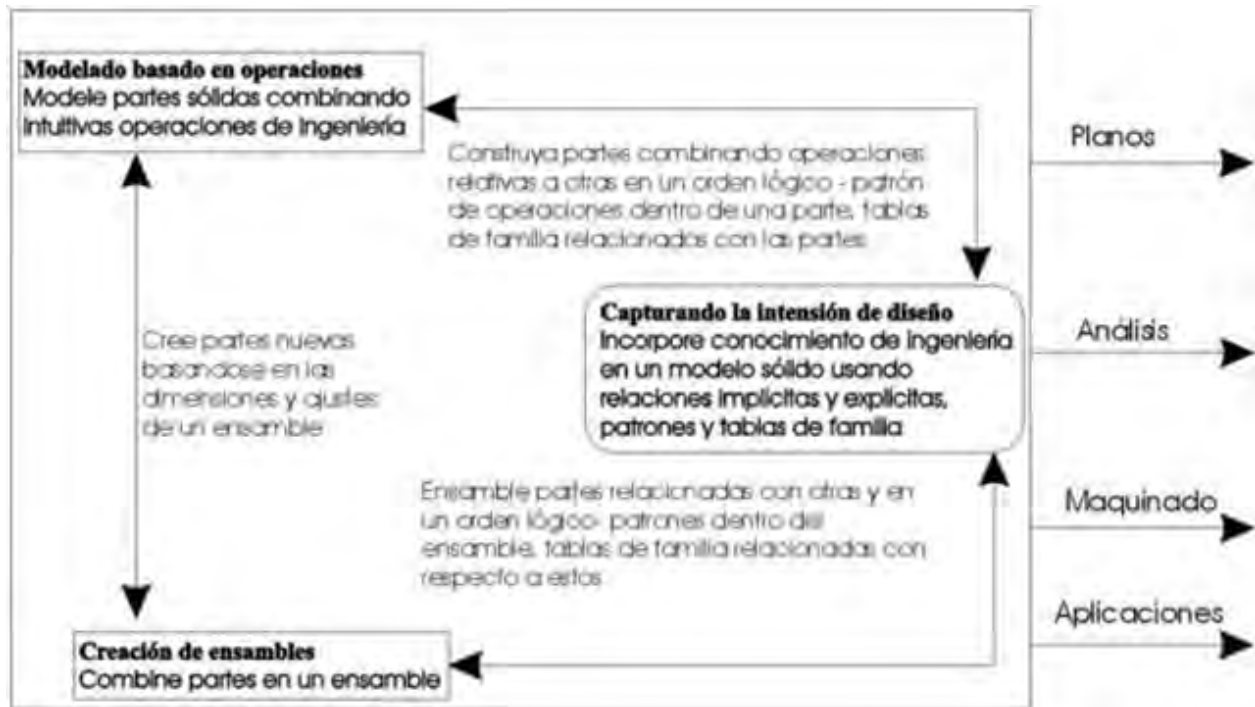 Modelado basado en operaciones
Modele partes sólidas combinando
intuitivas operaciones de ingeniería
Construya partes combinando operaciones
relativas a otras en un orden lógico - patrón
de operaciones dentro de una parte, tablas
de familia relacionados con las partes
Planos
Capturando la intensión de diseño
Incorpore conocimiento de ingeniería
en un modelo sólido usando
relaciones implícitas y explícitas,
patrones y tablas de familia
Análisis
Cree partes nuevas
basandose en las
dimensiones y ajustes
de un ensamble
Ensamble partes relacionadas con otras y en
un orden lógico- patrones dentro del
ensamble, tablas de familia relacionadas con
respecto a estos
Maquinado
Aplicaciones
Creación de ensambles
Combine partes en un ensamble